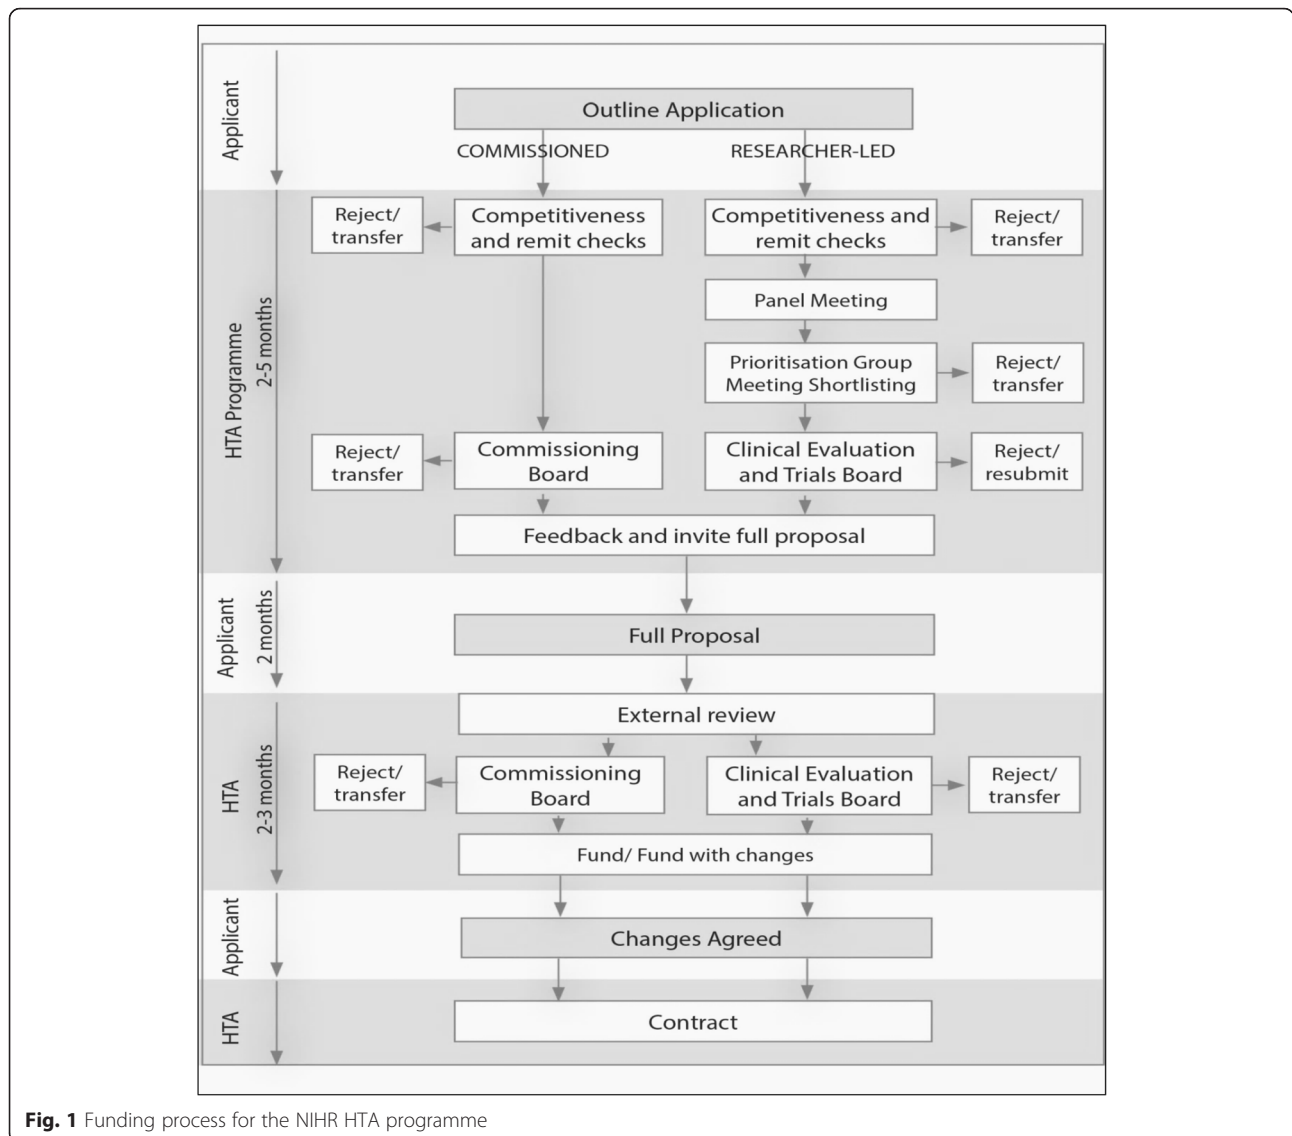 Applicant
Outline Application
COMMISSIONED
RESEARCHER-LED
HTA Programme
2-5 months
Reject/
transfer
Competitiveness
and remit checks
Competitiveness and
remit checks
Reject/
transfer
Panel Meeting
Prioritisation Group
Meeting Shortlisting
Reject/
transfer
Reject/
transfer
Commissioning
Board
Clinical Evaluation
and Trials Board
Reject/
resubmit
Feedback and invite full proposal
Applicant
2 months
Full Proposal
HTA
2-3 months
External review
Reject/
transfer
Commissioning
Board
Clinical Evaluation
and Trials Board
Reject/
transfer
Fund/ Fund with changes
Applicant
Changes Agreed
HTA
Contract
Fig. 1 Funding process for the NIHR HTA programme